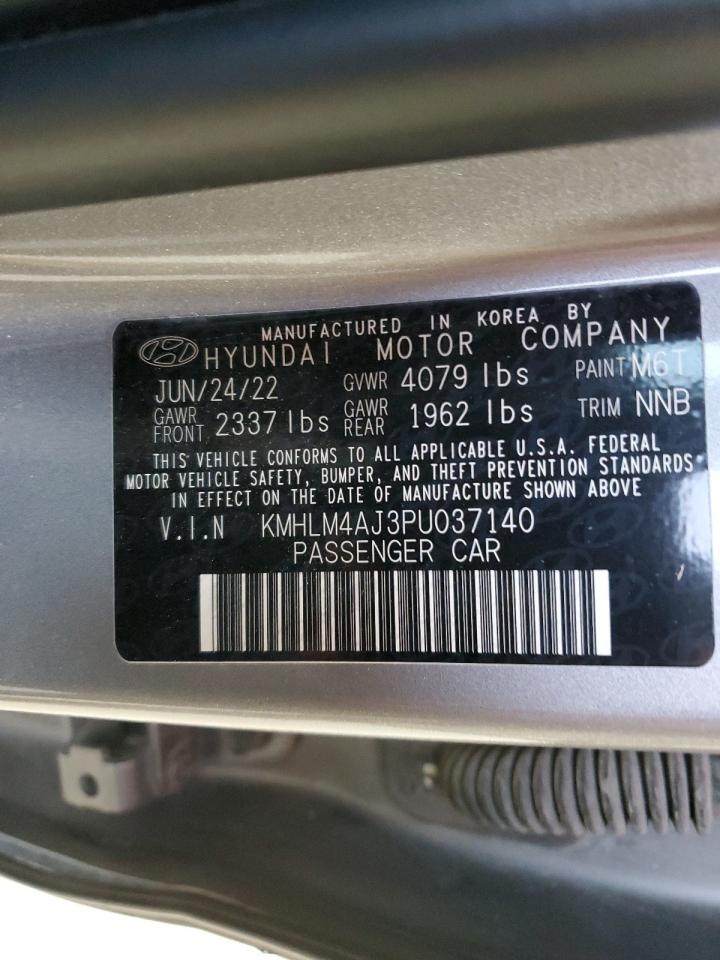 MANUFACTURED IN KOREA BY
HYUNDAI MOTOR COMPANY
JUN/24/22 GVWR 4079 lbs PAINT M6T
GAWR FRONT 2337 lbs GAWR REAR 1962 lbs TRIM NNB
THIS VEHICLE CONFORMS TO ALL APPLICABLE U.S.A. FEDERAL
MOTOR VEHICLE SAFETY, BUMPER, AND THEFT PREVENTION STANDARDS
IN EFFECT ON THE DATE OF MANUFACTURE SHOWN ABOVE
V.I.N KMHLM4AJ3PU037140
PASSENGER CAR